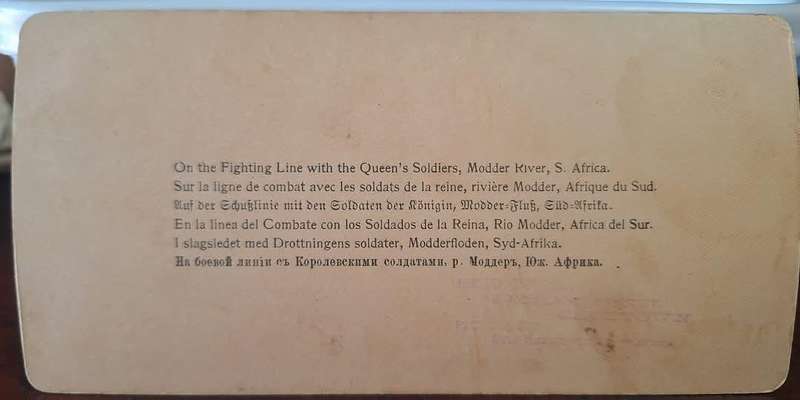 On the Fighting Line with the Queen's Soldiers, Modder River, S. Africa.
Sur la ligne de combat avec les soldats de la reine, rivière Modder, Afrique du Sud.
Auf der Schußlinie mit den Soldaten der Königin, Modder-Fluß, Süd-Afrika.
En la linea del Combate con los Soldados de la Reina, Rio Modder, Africa del Sur.
I slagsledet med Drottningens soldater, Modderfloden, Syd-Afrika.
На боевой линіи съ Королевскими солдатами, р. Моддеръ, Юж. Африка.